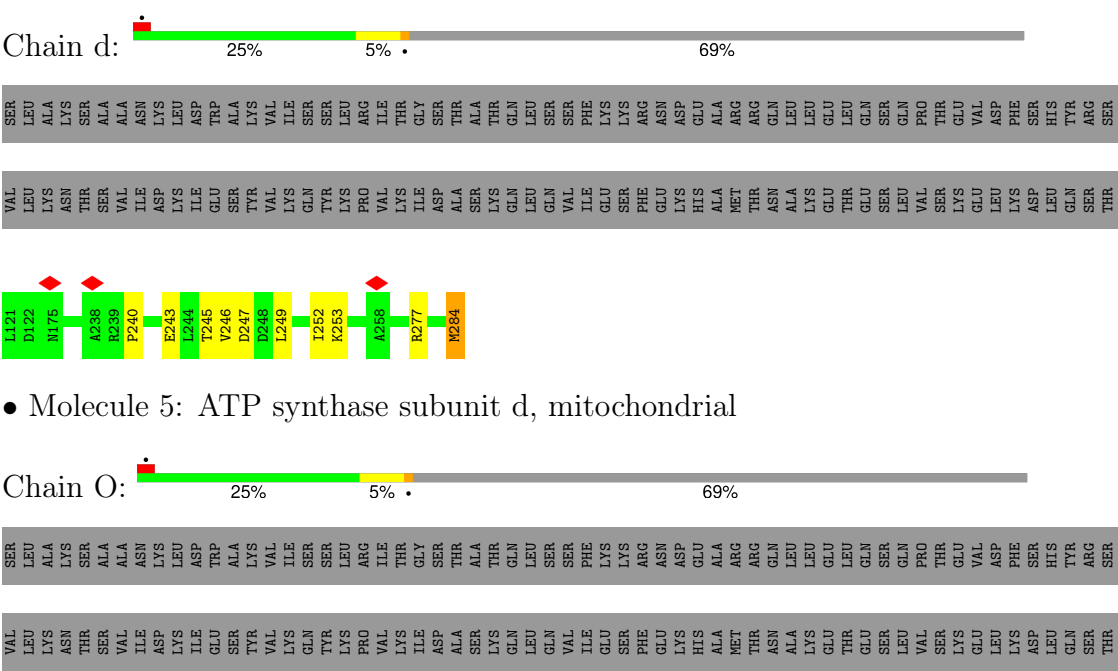 •
Chain d:
25% 5% • 69%
SER LEU ALA LYS SER ALA ALA ASN LYS LEU ASP TRP ALA LYS VAL ILE SER SER LEU ARG ILE THR GLY SER THR ALA THR GLN LEU SER SER PHE LYS LYS ARG ASN ASP GLU ALA ARG ARG GLN LEU LEU GLU LEU GLN SER GLN PRO THR GLU VAL ASP PHE SER HIS TYR ARG SER
VAL LEU LYS ASN THR SER VAL ILE ASP LYS ILE GLU SER TYR VAL LYS GLN TYR LYS PRO VAL LYS ILE ASP ALA SER LYS GLN LEU GLN VAL ILE GLU SER PHE GLU LYS HIS ALA MET THR ASN ALA LYS GLU THR GLU SER LEU VAL SER LYS GLU LEU LYS ASP LEU GLN SER THR
L121 D122 N175 A238 R239 P240 E243 L244 T245 V246 D247 D248 L249 I252 K253 A258 R277 M284
• Molecule 5: ATP synthase subunit d, mitochondrial
•
Chain O:
25% 5% • 69%
SER LEU ALA LYS SER ALA ALA ASN LYS LEU ASP TRP ALA LYS VAL ILE SER SER LEU ARG ILE THR GLY SER THR ALA THR GLN LEU SER SER PHE LYS LYS ARG ASN ASP GLU ALA ARG ARG GLN LEU LEU GLU LEU GLN SER GLN PRO THR GLU VAL ASP PHE SER HIS TYR ARG SER
VAL LEU LYS ASN THR SER VAL ILE ASP LYS ILE GLU SER TYR VAL LYS GLN TYR LYS PRO VAL LYS ILE ASP ALA SER LYS GLN LEU GLN VAL ILE GLU SER PHE GLU LYS HIS ALA MET THR ASN ALA LYS GLU THR GLU SER LEU VAL SER LYS GLU LEU LYS ASP LEU GLN SER THR